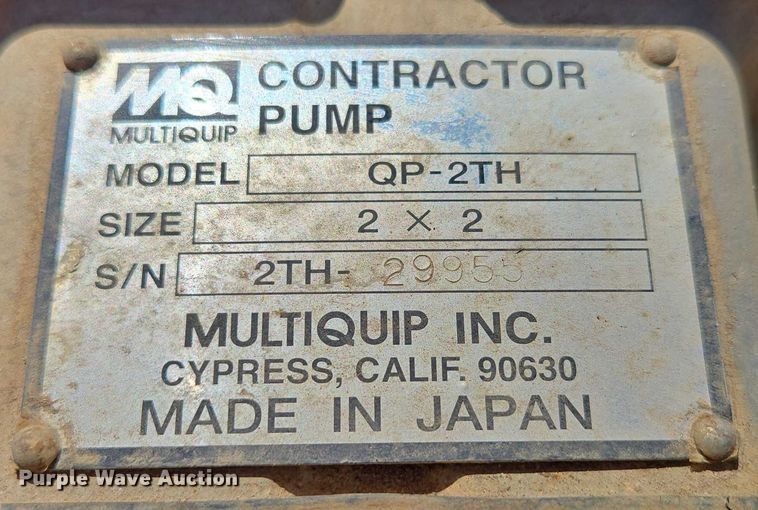 MQ CONTRACTOR
MULTIQUIP PUMP
MODEL QP-2TH
SIZE 2 X 2
S/N 2TH- 29955
MULTIQUIP INC.
CYPRESS, CALIF. 90630
MADE IN JAPAN
Purple Wave Auction